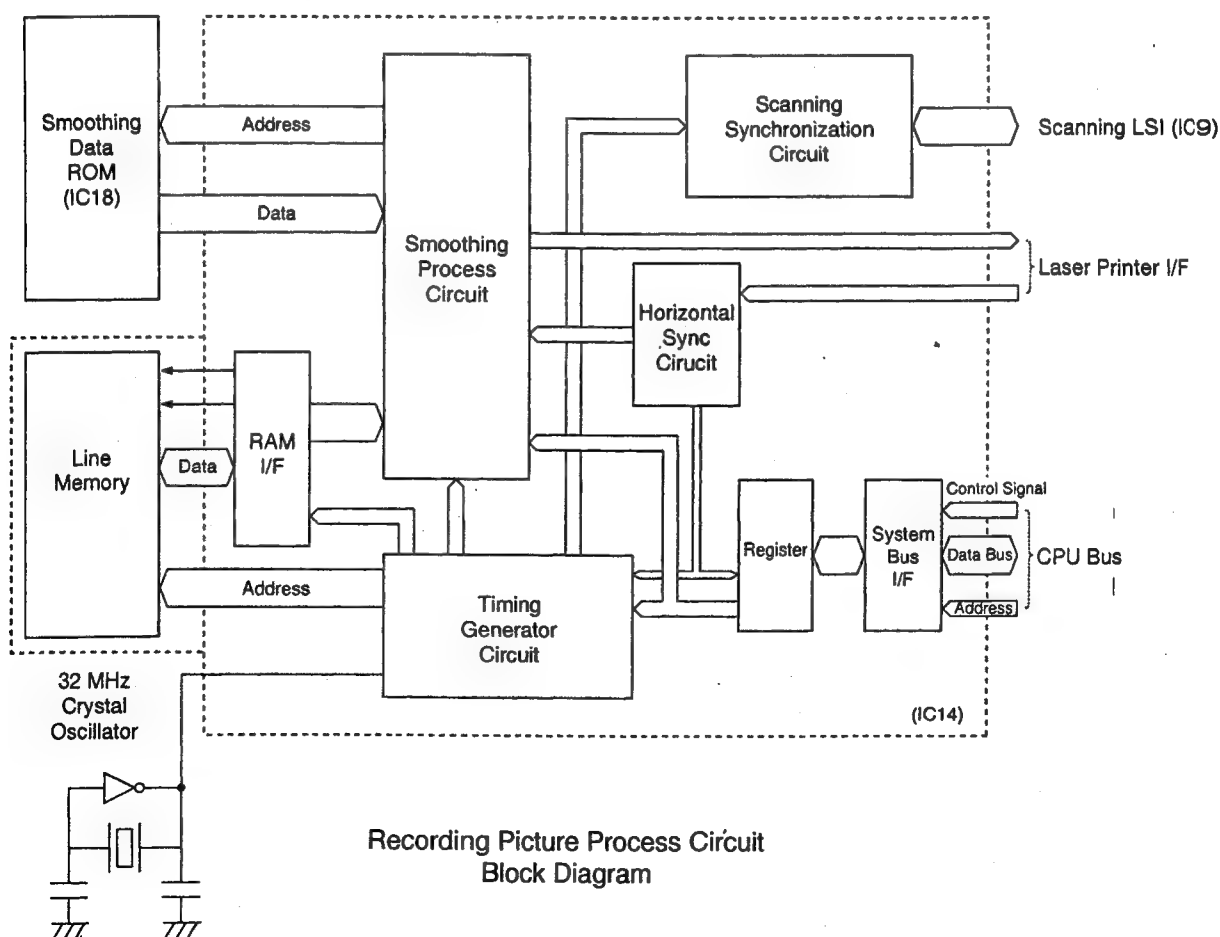 Smoothing
Data
ROM
(IC18)
Address
Data
Smoothing
Process
Circuit
Scanning
Synchronization
Circuit
Scanning LSI (IC9)
Laser Printer I/F
Horizontal
Sync
Cirucit
Line
Memory
Data
RAM
I/F
Address
Timing
Generator
Circuit
Register
System
Bus
I/F
Control Signal
Data Bus
Address
CPU Bus
(IC14)
32 MHz
Crystal
Oscillator
Recording Picture Process Circuit
Block Diagram